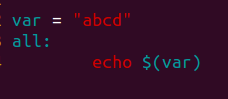 var = "abcd"
all:
echo $(var)